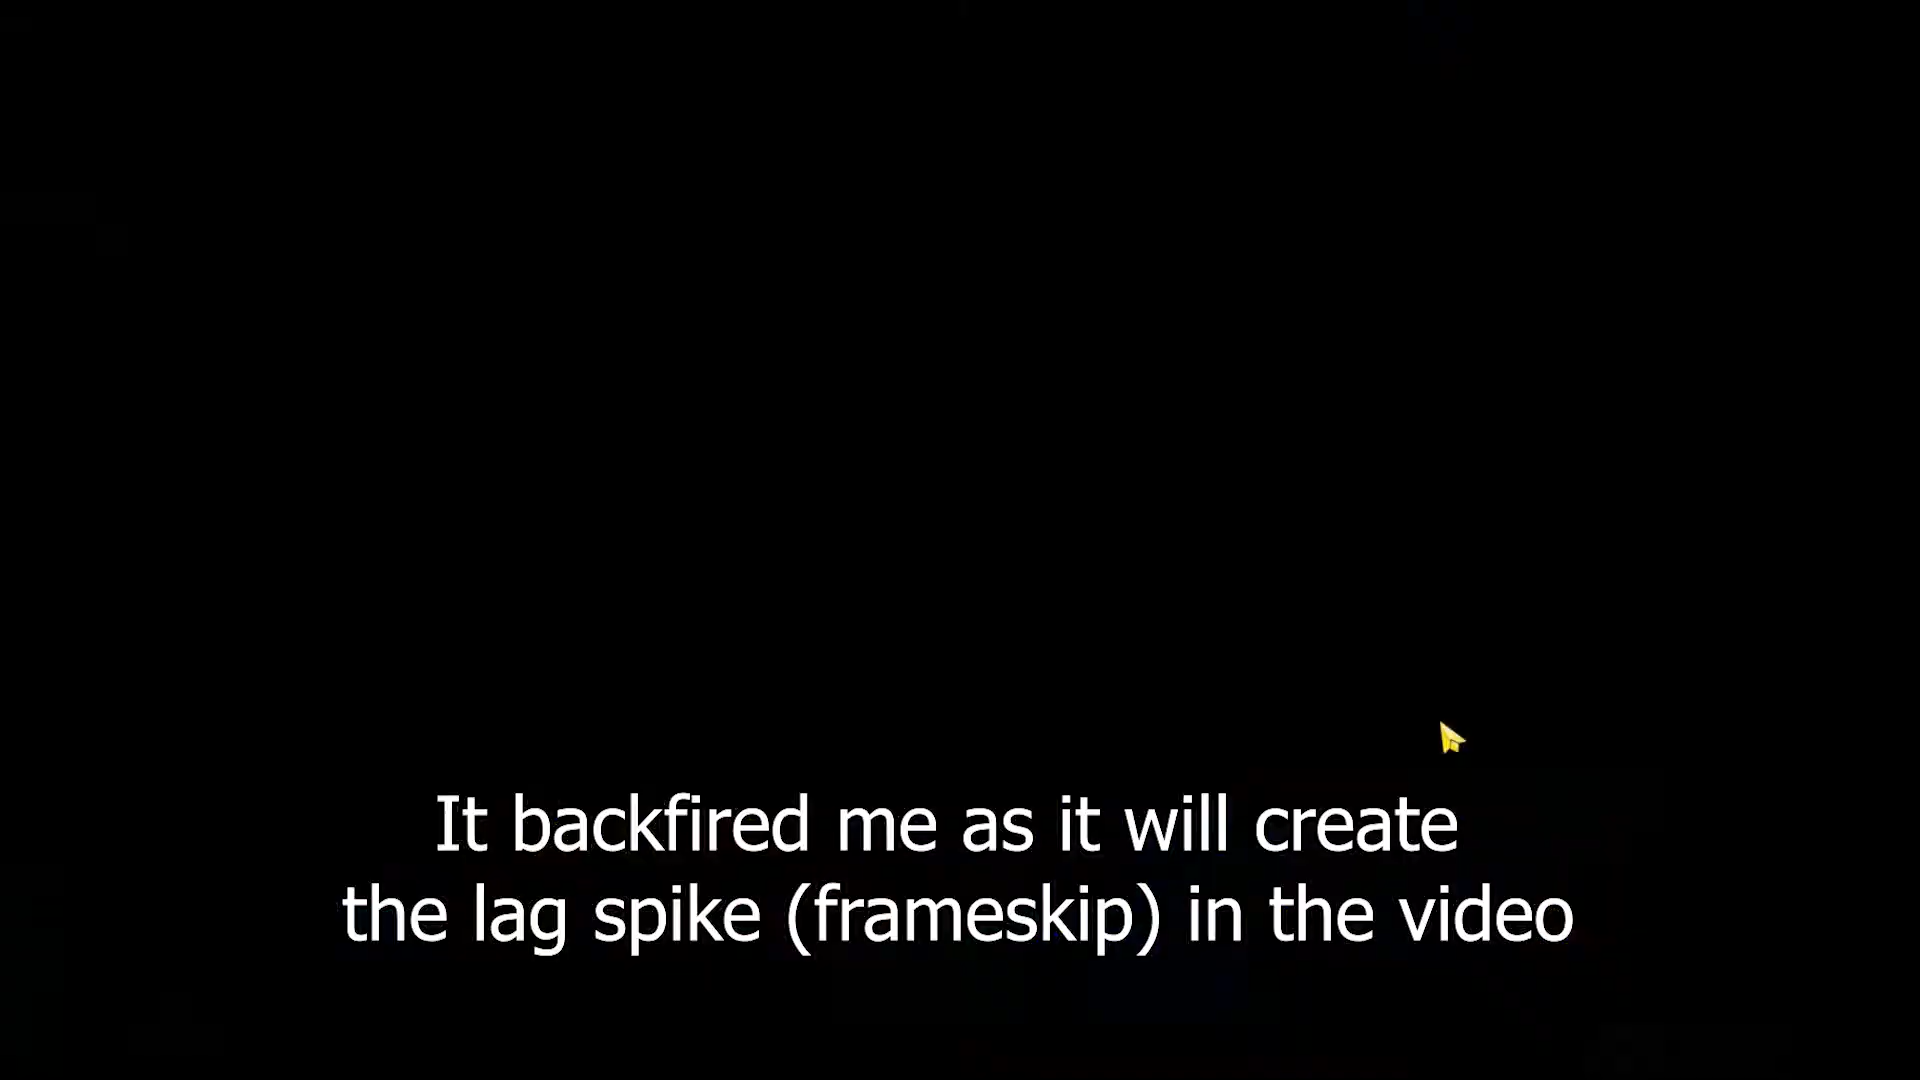 It backfired me as it will create
the lag spike (frameskip) in the video